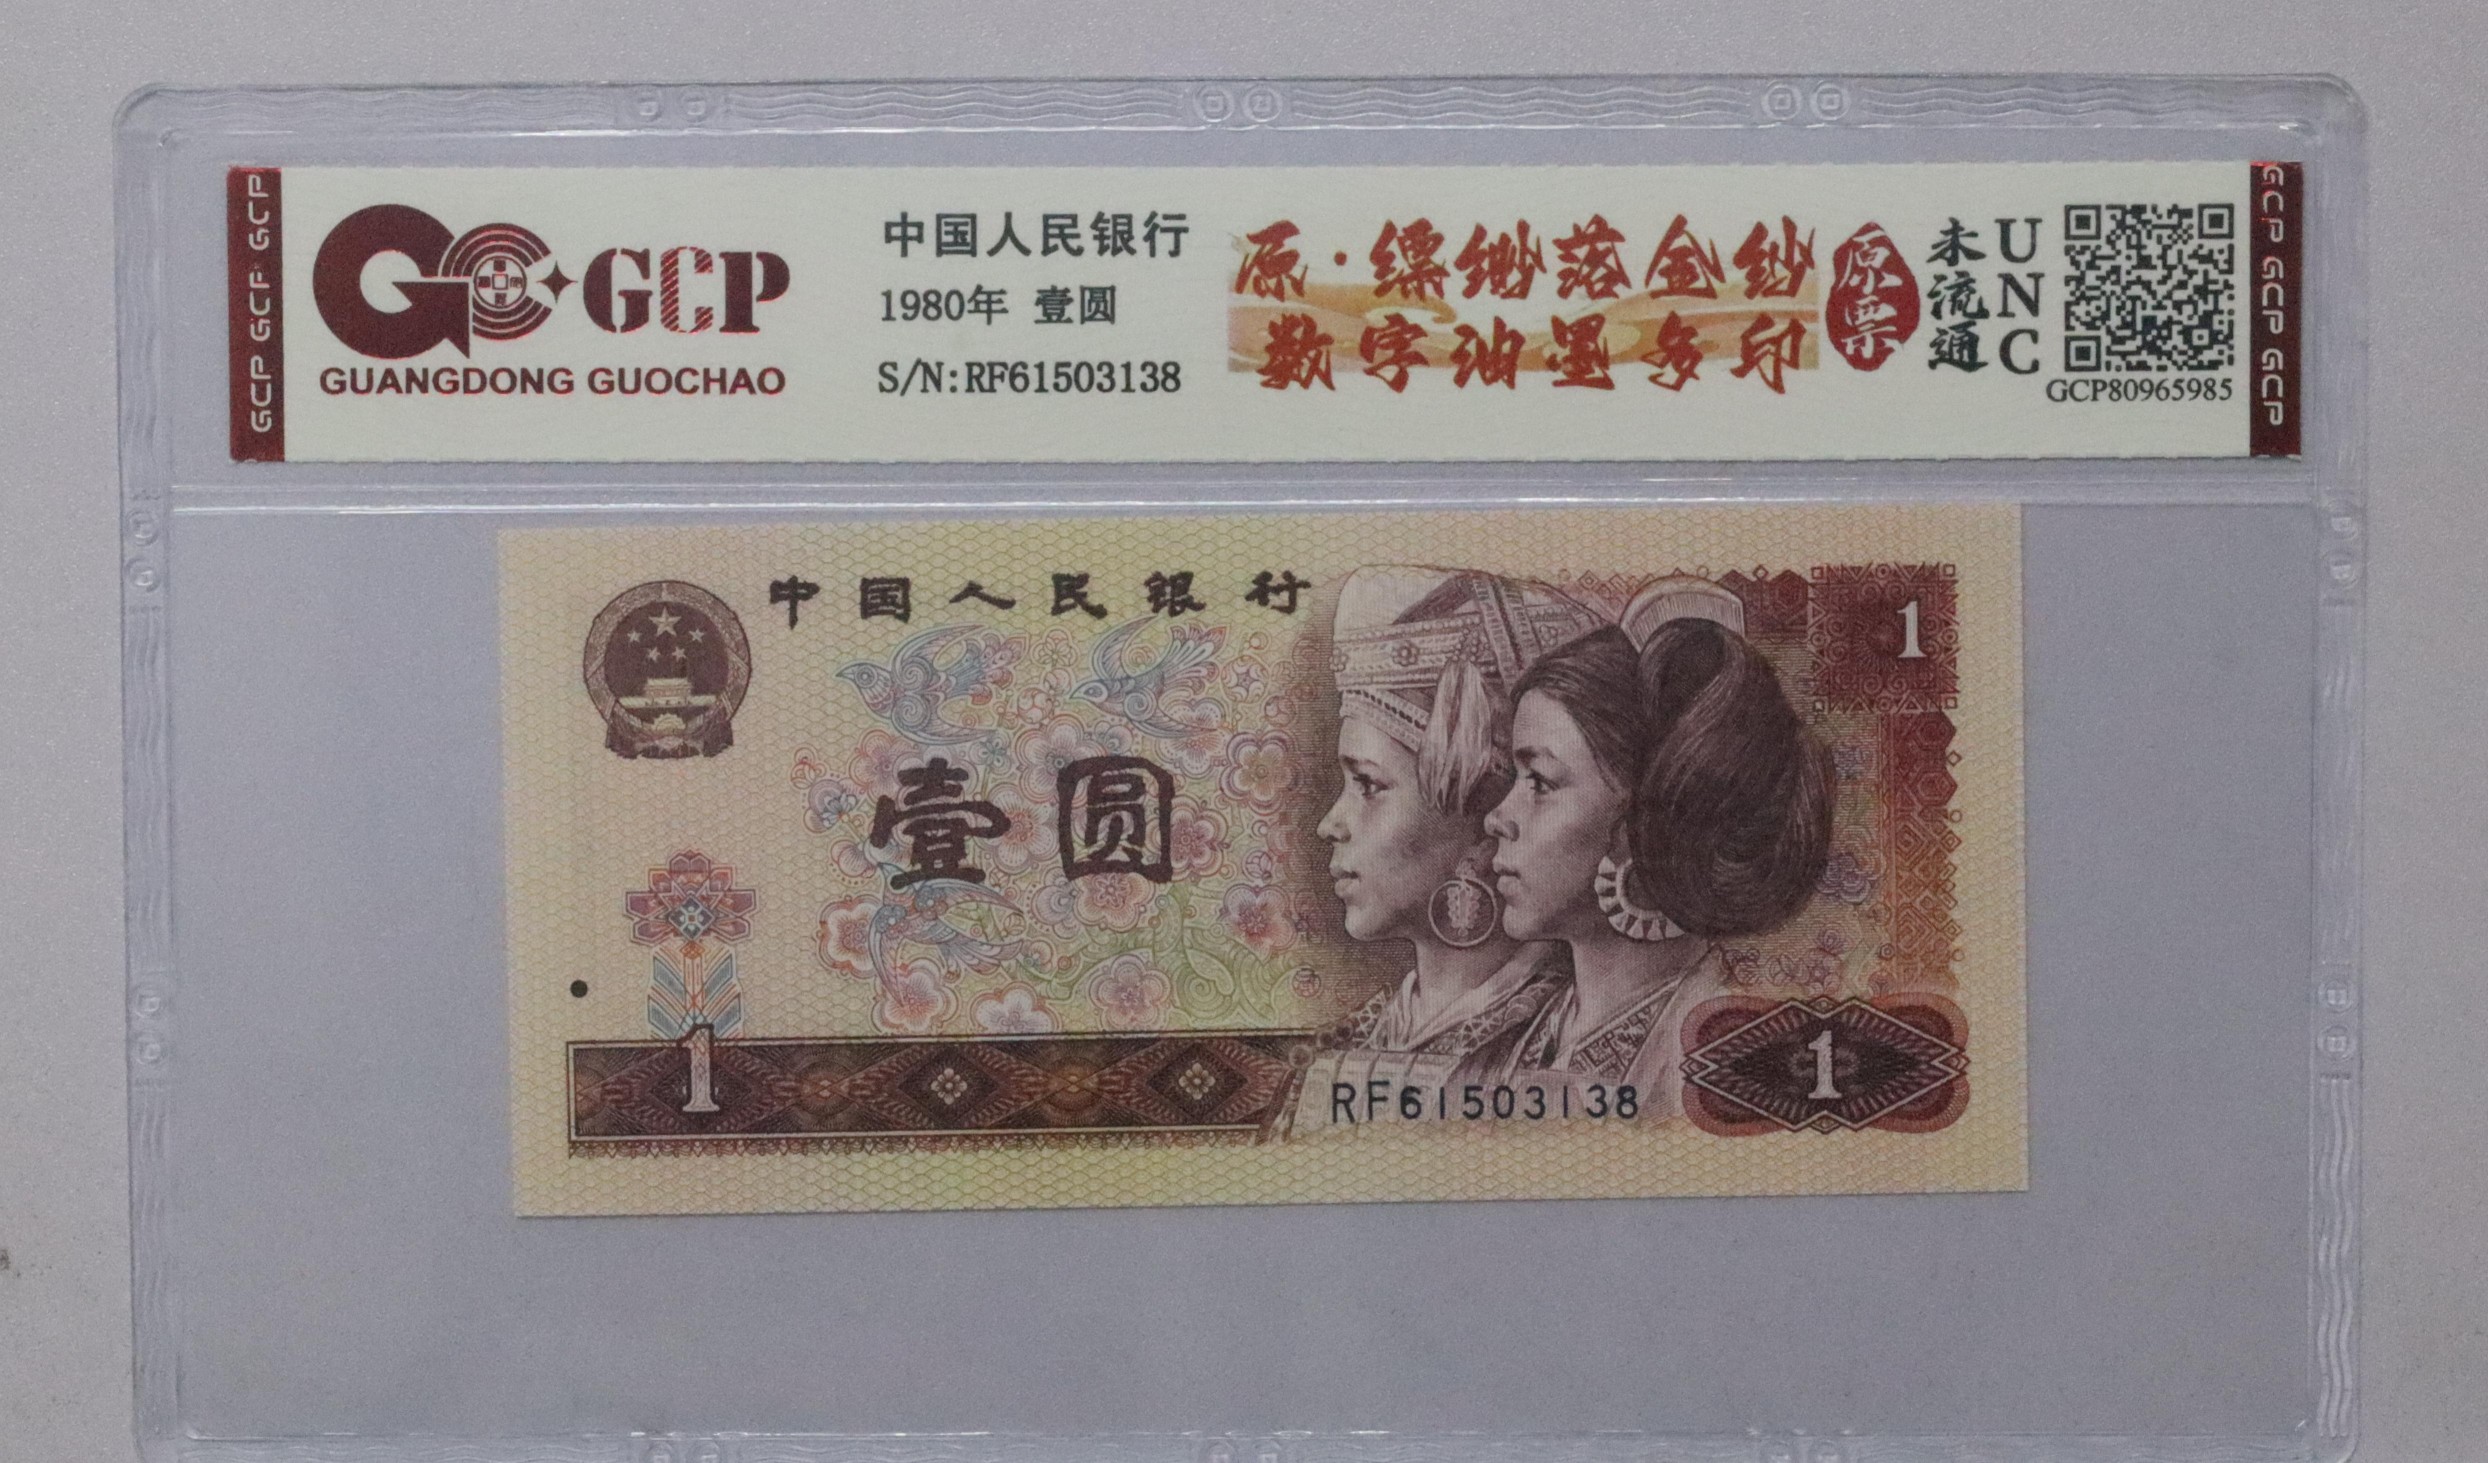 GCP GCP GCP
GCP
GUANGDONG GUOCHAO
中国人民银行
1980年 壹圆
S/N:RF61503138
原·缥缈落金纱
数字油墨多印
原票
未流通
UNC
GCP80965985
GCP GCP GCP
中国人民银行
1
壹圆
1
1
RF61503138